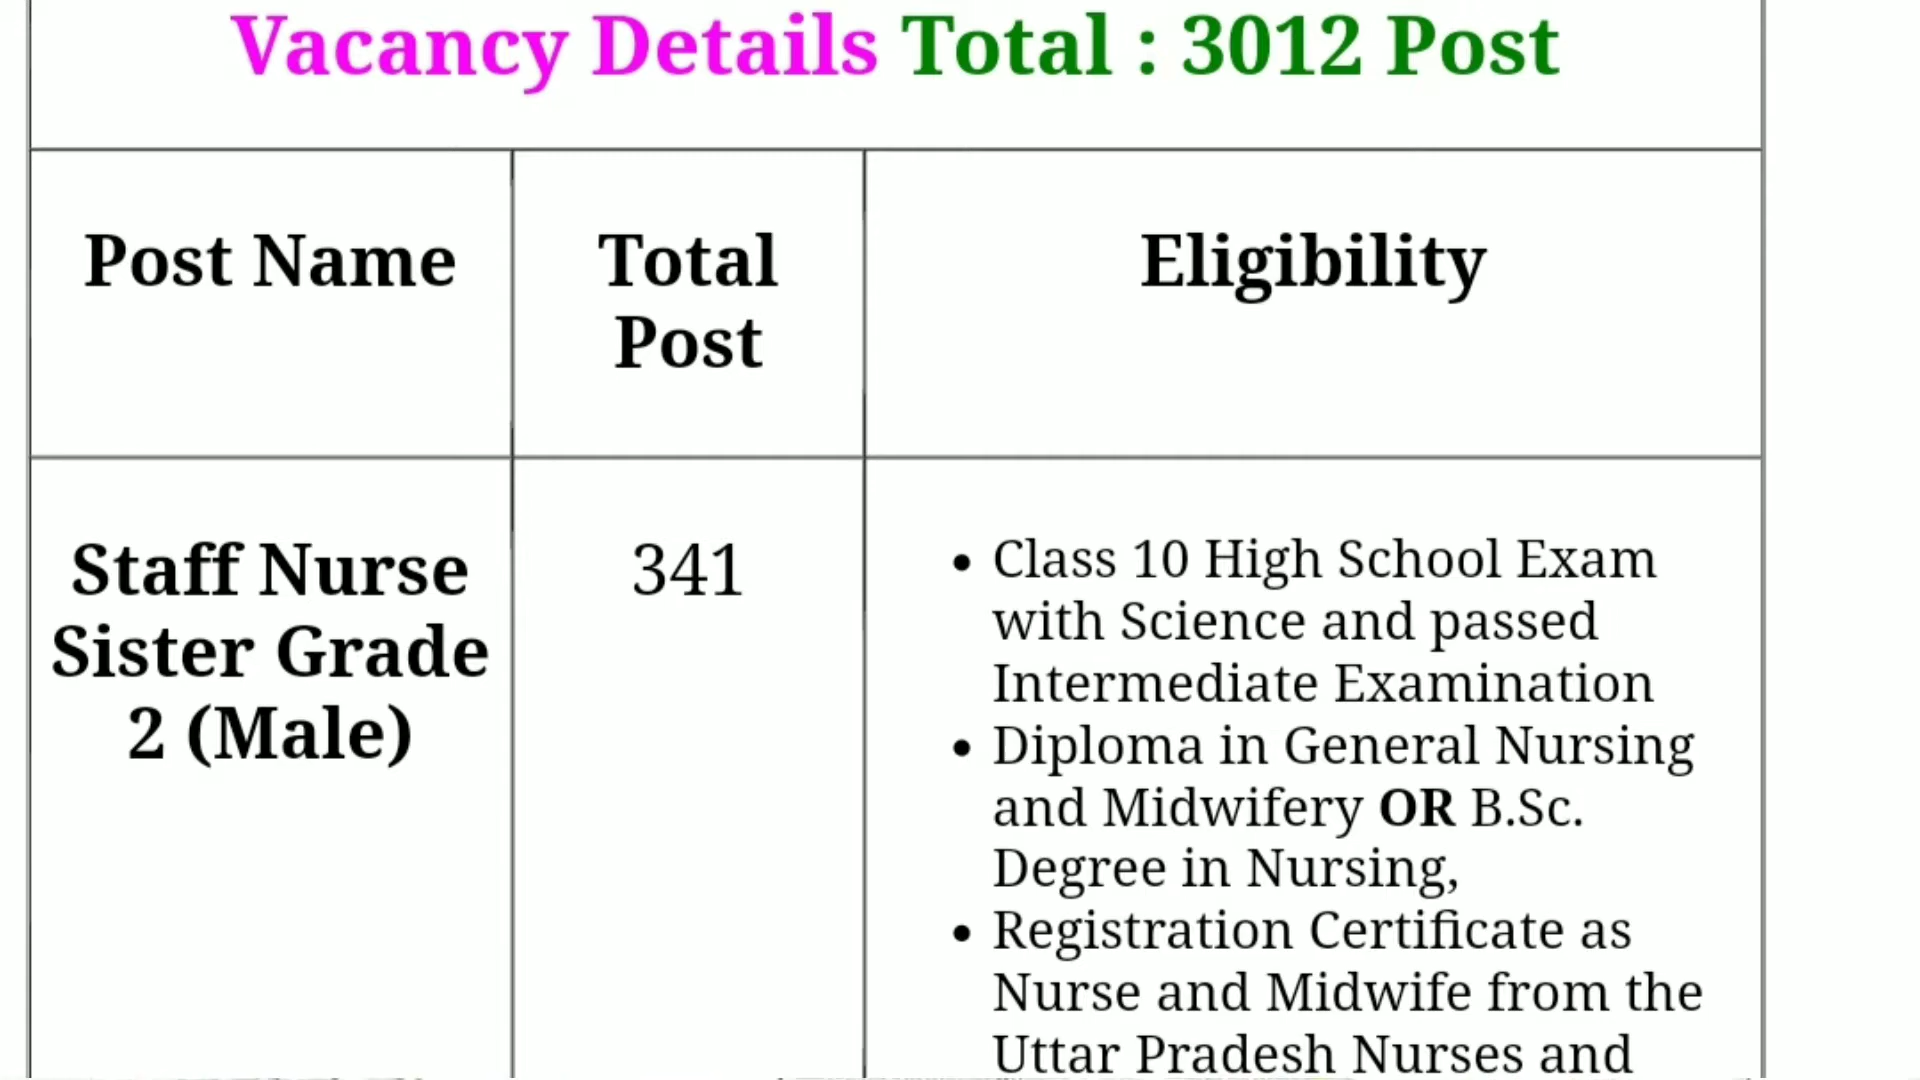 Vacancy Details Total : 3012 Post
Post Name
Total
Post
Eligibility
Staff Nurse
Sister Grade
2 (Male)
341
• Class 10 High School Exam
with Science and passed
Intermediate Examination
• Diploma in General Nursing
and Midwifery OR B.Sc.
Degree in Nursing,
• Registration Certificate as
Nurse and Midwife from the
Uttar Pradesh Nurses and